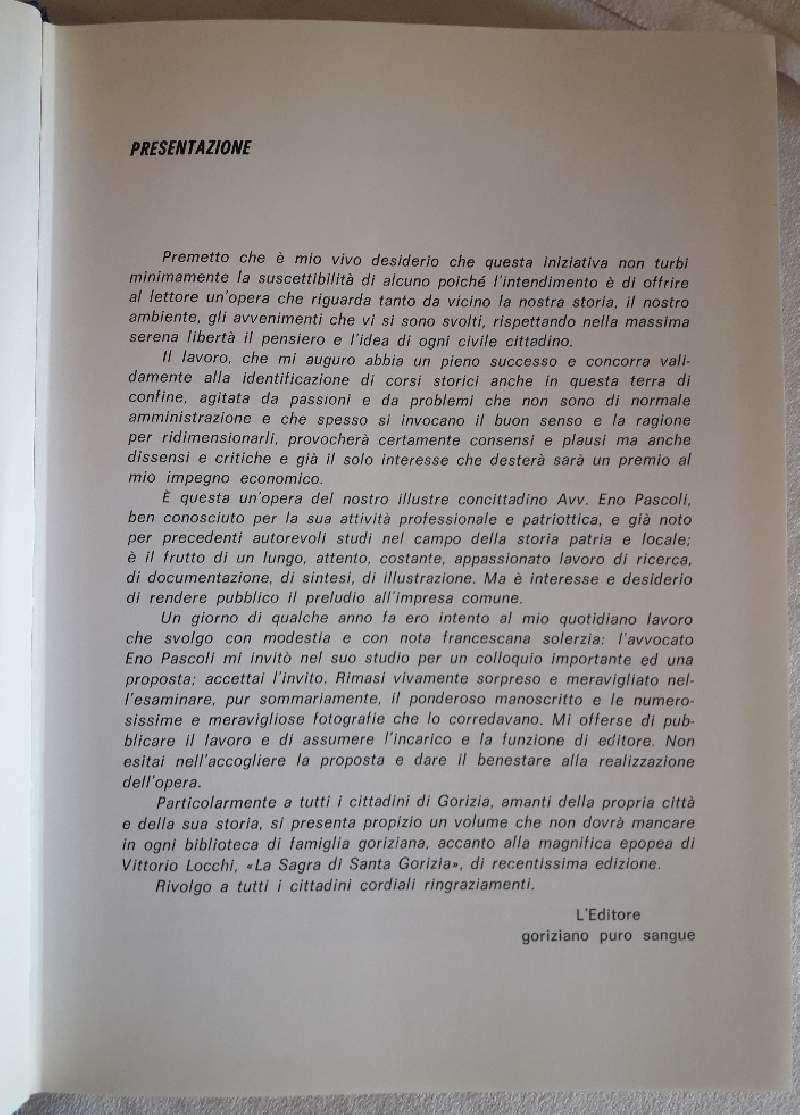 PRESENTAZIONE
Premetto che è mio vivo desiderio che questa iniziativa non turbi
minimamente la suscettibilità di alcuno poiché l'intendimento è di offrire
al lettore un'opera che riguarda tanto da vicino la nostra storia, il nostro
ambiente, gli avvenimenti che vi si sono svolti, rispettando nella massima
serena libertà il pensiero e l'idea di ogni civile cittadino.
Il lavoro, che mi auguro abbia un pieno successo e concorra vali-
damente alla identificazione di corsi storici anche in questa terra di
confine, agitata da passioni e da problemi che non sono di normale
amministrazione e che spesso si invocano il buon senso e la ragione
per ridimensionarli, provocherà certamente consensi e plausi ma anche
dissensi e critiche e già il solo interesse che desterà sarà un premio al
mio impegno economico.
È questa un'opera del nostro illustre concittadino Avv. Eno Pascoli,
ben conosciuto per la sua attività professionale e patriottica, e già noto
per precedenti autorevoli studi nel campo della storia patria e locale;
è il frutto di un lungo, attento, costante, appassionato lavoro di ricerca,
di documentazione, di sintesi, di illustrazione. Ma è interesse e desiderio
di rendere pubblico il preludio all'impresa comune.
Un giorno di qualche anno fa ero intento al mio quotidiano lavoro
che svolgo con modestia e con nota francescana solerzia: l'avvocato
Eno Pascoli mi invitò nel suo studio per un colloquio importante ed una
proposta; accettai l'invito. Rimasi vivamente sorpreso e meravigliato nel-
l'esaminare, pur sommariamente, il ponderoso manoscritto e le numero-
sissime e meravigliose fotografie che lo corredavano. Mi offerse di pub-
blicare il lavoro e di assumere l'incarico e la funzione di editore. Non
esitai nell'accogliere la proposta e dare il benestare alla realizzazione
dell'opera.
Particolarmente a tutti i cittadini di Gorizia, amanti della propria città
e della sua storia, si presenta propizio un volume che non dovrà mancare
in ogni biblioteca di famiglia goriziana, accanto alla magnifica epopea di
Vittorio Locchi, «La Sagra di Santa Gorizia», di recentissima edizione.
Rivolgo a tutti i cittadini cordiali ringraziamenti.
L'Editore
goriziano puro sangue